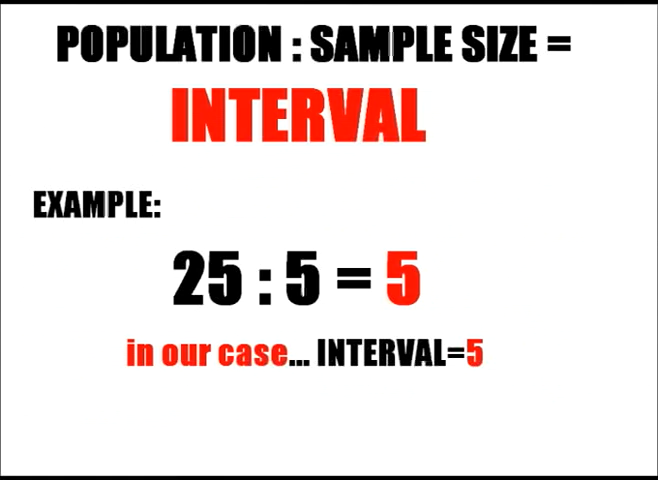 POPULATION : SAMPLE SIZE =
INTERVAL
EXAMPLE:
25 : 5 = 5
in our case... INTERVAL=5